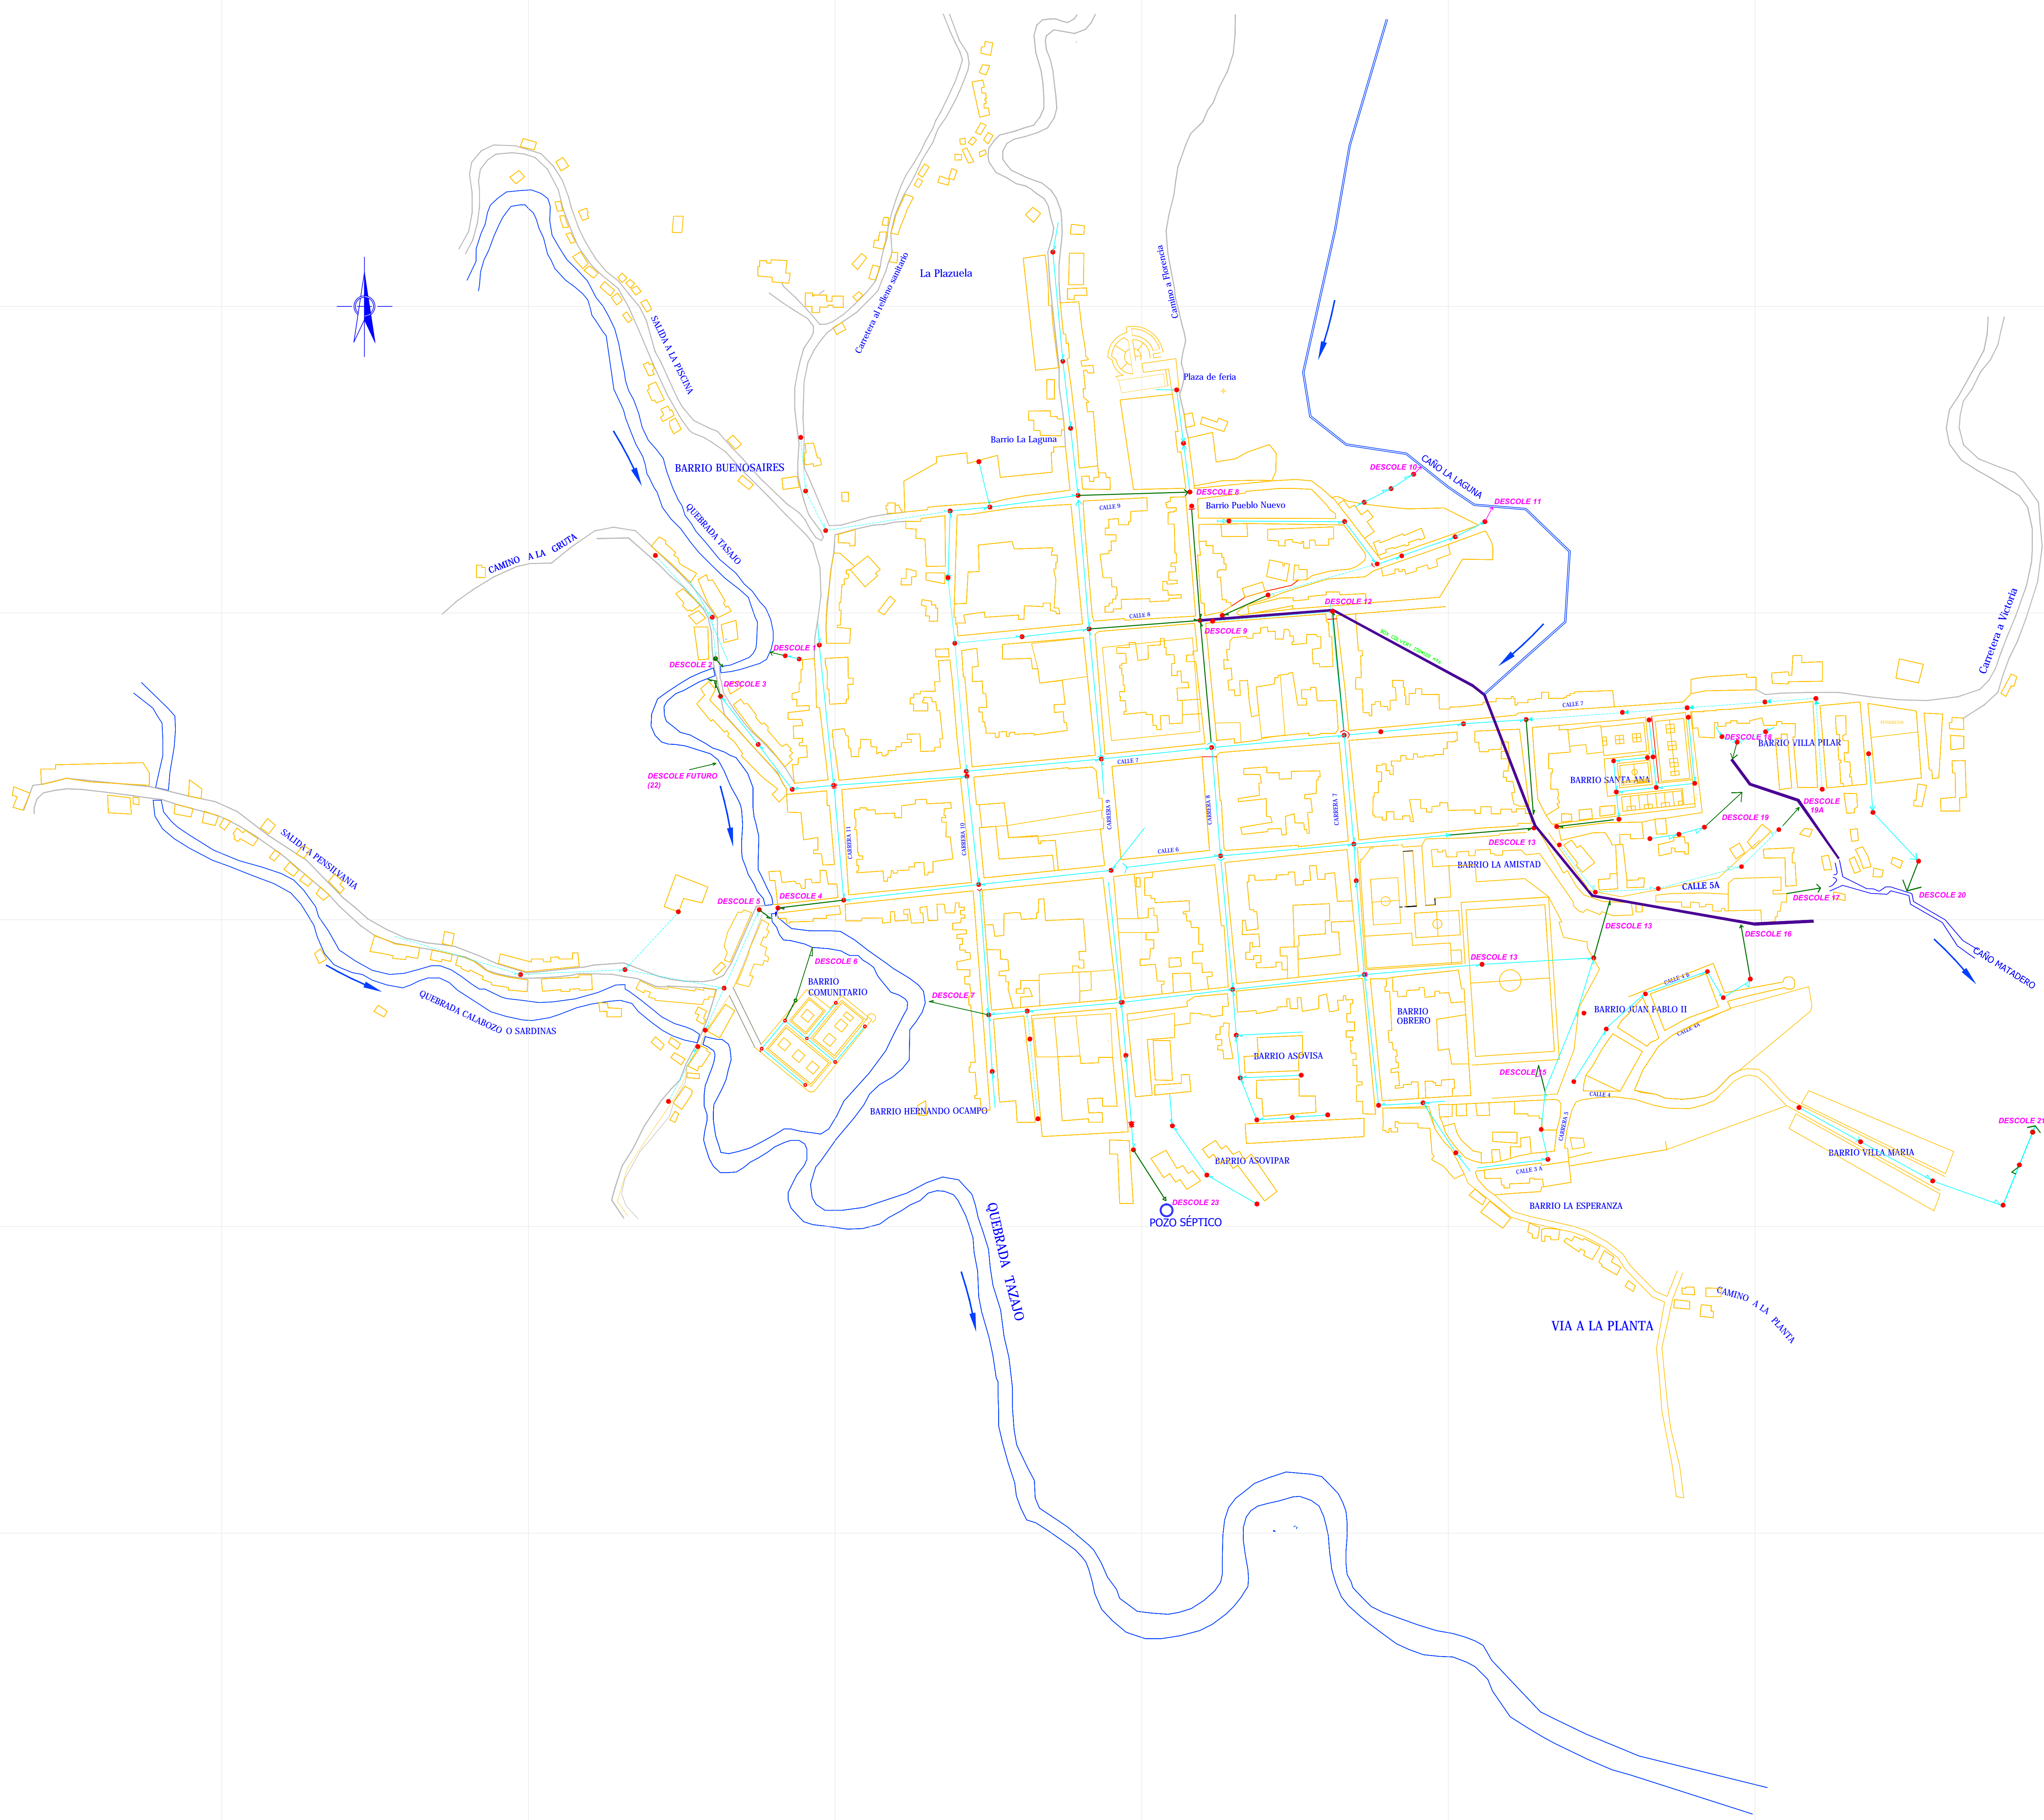 La Plazuela
Carretera al relleno sanitario
Camino a Florencia
SALIDA A LA PISCINA
Plaza de feria
Barrio La Laguna
BARRIO BUENOSAIRES
DESCOLE 10
CAÑO LA LAGUNA
DESCOLE 8
DESCOLE 11
CALLE 9
Barrio Pueblo Nuevo
QUEBRADA TASAJO
CAMINO A LA GRUTA
DESCOLE 12
CALLE 8
DESCOLE 9
Carretera a Victoria
DESCOLE 1
DESCOLE 2
DESCOLE 3
CALLE 7
DESCOLE 18
BARRIO VILLA PILAR
CALLE 7
DESCOLE FUTURO
(22)
BARRIO SANTA ANA
DESCOLE
19A
DESCOLE 19
CARRERA 11
CARRERA 10
CARRERA 9
CARRERA 8
CARRERA 7
DESCOLE 13
SALIDA A PENSILVANIA
CALLE 6
BARRIO LA AMISTAD
CALLE 5A
DESCOLE 17
DESCOLE 20
DESCOLE 4
DESCOLE 5
DESCOLE 13
DESCOLE 16
DESCOLE 6
DESCOLE 13
CAÑO MATADERO
BARRIO
COMUNITARIO
DESCOLE 7
CALLE 4 B
QUEBRADA CALABOZO O SARDINAS
BARRIO
OBRERO
BARRIO JUAN PABLO II
CALLE 4A
BARRIO ASOVISA
DESCOLE 15
CALLE 4
BARRIO HERNANDO OCAMPO
CARRERA 5
DESCOLE 21
BARRIO VILLA MARIA
BARRIO ASOVIPAR
CALLE 3 A
DESCOLE 23
POZO SÉPTICO
BARRIO LA ESPERANZA
QUEBRADA TAZAJO
CAMINO A LA PLANTA
VIA A LA PLANTA